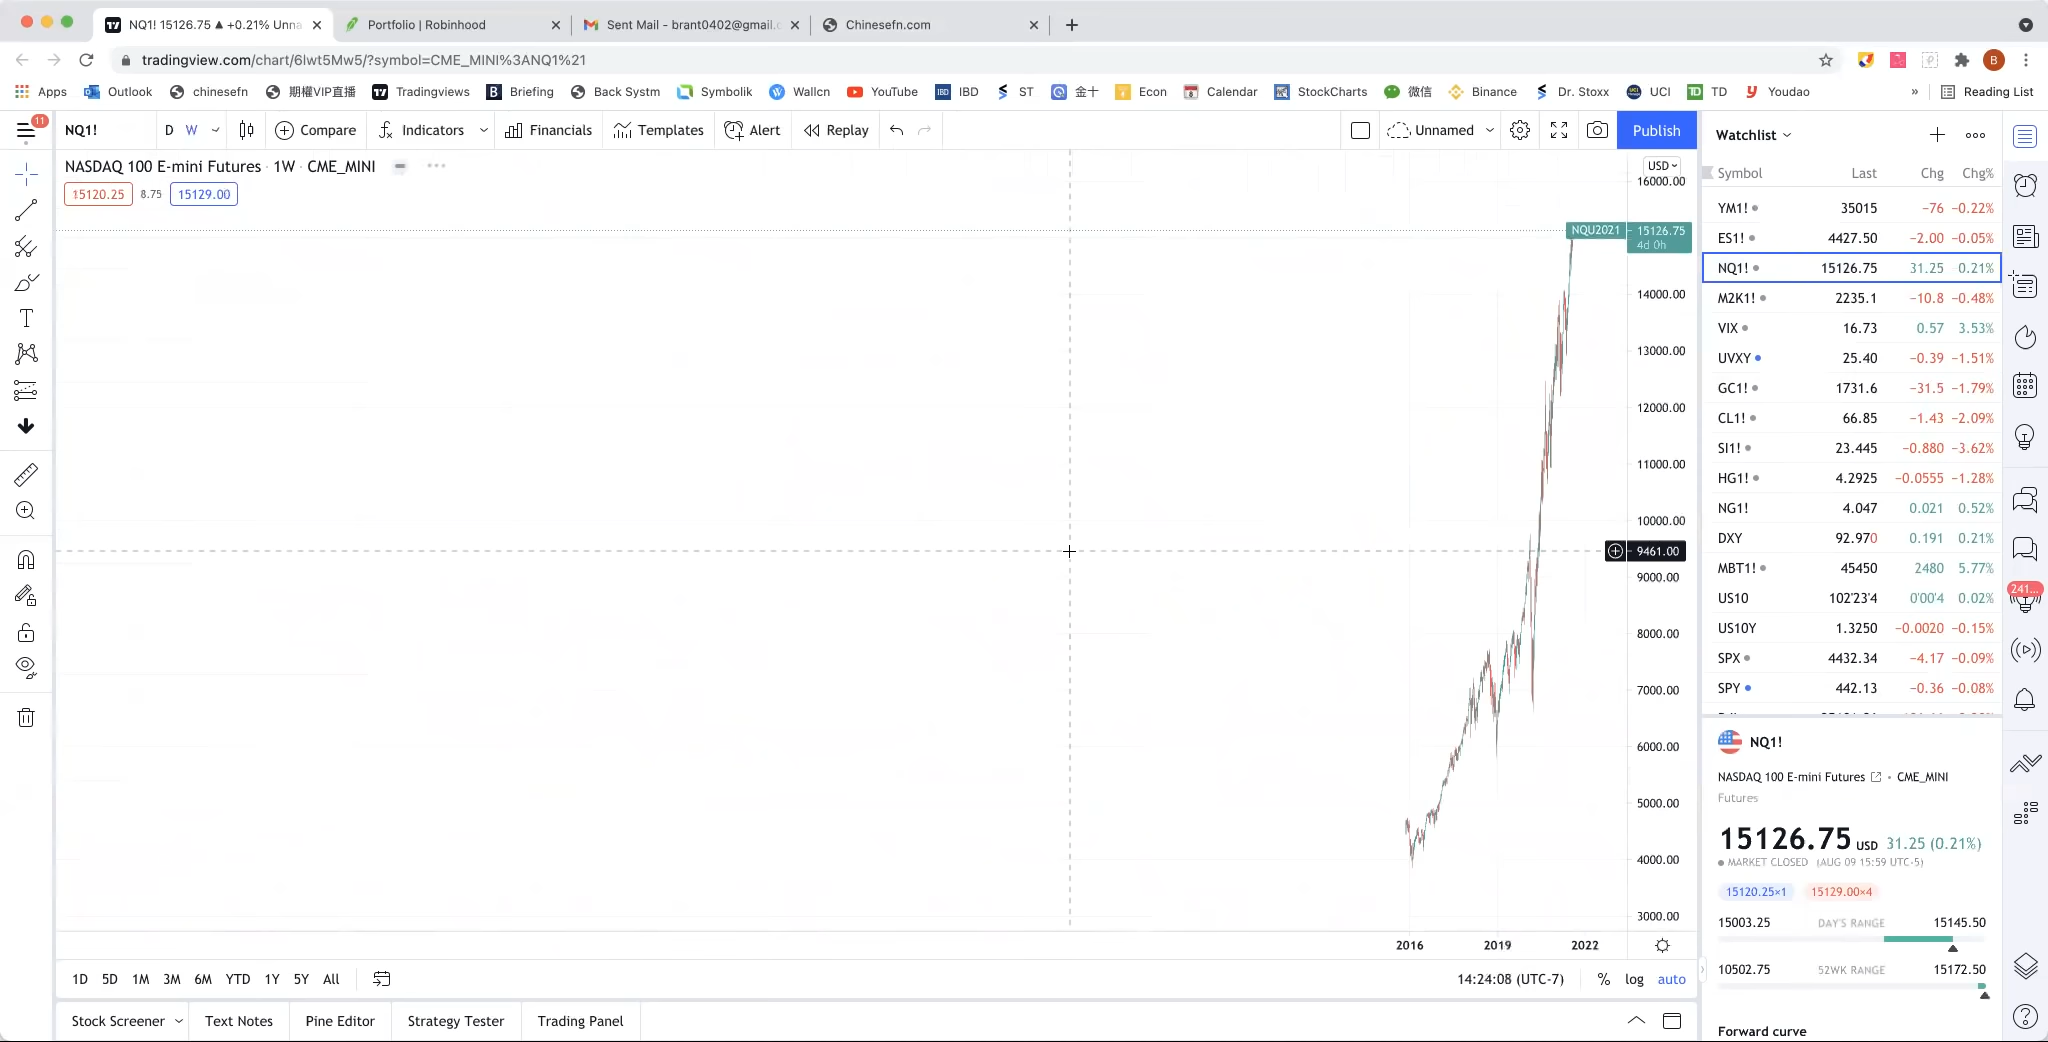 NQ1! 15126.75 ▲ +0.21% Unna
Portfolio | Robinhood
Sent Mail - brant0402@gmail.c
Chinesefn.com
tradingview.com/chart/6lwt5Mw5/?symbol=CME_MINI%3ANQ1%21
B
Apps
Outlook
chinesefn
期權VIP直播
Tradingviews
Briefing
Back Systm
Symbolik
Wallcn
YouTube
IBD
ST
金十
Econ
Calendar
StockCharts
微信
Binance
Dr. Stoxx
UCI
TD
Youdao
»
Reading List
11
NQ1!
D W
Compare
Indicators
Financials
Templates
Alert
Replay
Unnamed
Publish
Watchlist
NASDAQ 100 E-mini Futures · 1W · CME_MINI
15120.25 8.75 15129.00
USD
16000.00
NQU2021 15126.75
4d 0h
14000.00
13000.00
12000.00
11000.00
10000.00
9461.00
9000.00
8000.00
7000.00
6000.00
5000.00
4000.00
3000.00
2016 2019 2022
1D 5D 1M 3M 6M YTD 1Y 5Y All
14:24:08 (UTC-7) % log auto
Stock Screener Text Notes Pine Editor Strategy Tester Trading Panel
Symbol Last Chg Chg%
YM1! 35015 −76 −0.22%
ES1! 4427.50 −2.00 −0.05%
NQ1! 15126.75 31.25 0.21%
M2K1! 2235.1 −10.8 −0.48%
VIX 16.73 0.57 3.53%
UVXY 25.40 −0.39 −1.51%
GC1! 1731.6 −31.5 −1.79%
CL1! 66.85 −1.43 −2.09%
SI1! 23.445 −0.880 −3.62%
HG1! 4.2925 −0.0555 −1.28%
NG1! 4.047 0.021 0.52%
DXY 92.970 0.191 0.21%
MBT1! 45450 2480 5.77%
US10 102'23'4 0'00'4 0.02%
US10Y 1.3250 −0.0020 −0.15%
SPX 4432.34 −4.17 −0.09%
SPY 442.13 −0.36 −0.08%
241...
NQ1!
NASDAQ 100 E-mini Futures • CME_MINI
Futures
15126.75 USD 31.25 (0.21%)
MARKET CLOSED (AUG 09 15:59 UTC-5)
15120.25×1 15129.00×4
15003.25 DAY'S RANGE 15145.50
10502.75 52WK RANGE 15172.50
Forward curve